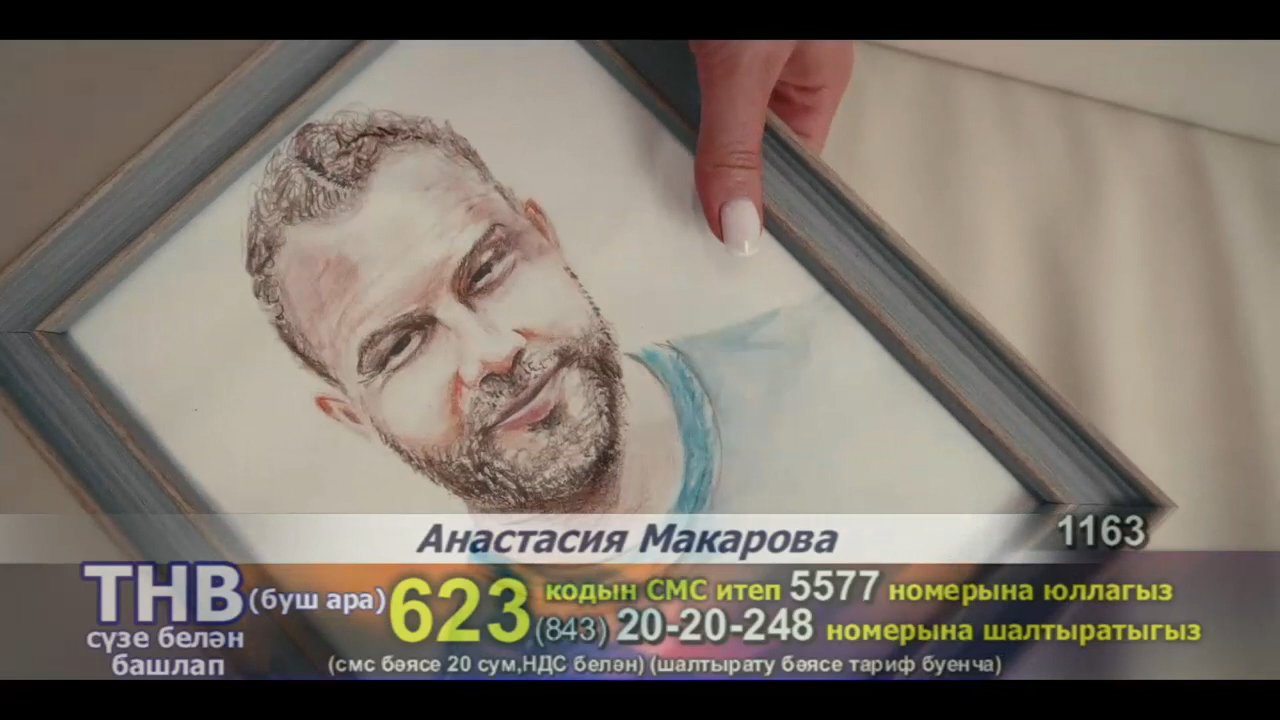 Анастасия Макарова
1163
ТНВ (буш ара) 623 кодын СМС итеп 5577 номерына юллагыз
сүзе белән башлап
(843) 20-20-248 номерына шалтыратыгыз
(смс бәясе 20 сум,НДС белән) (шалтырату бәясе тариф буенча)